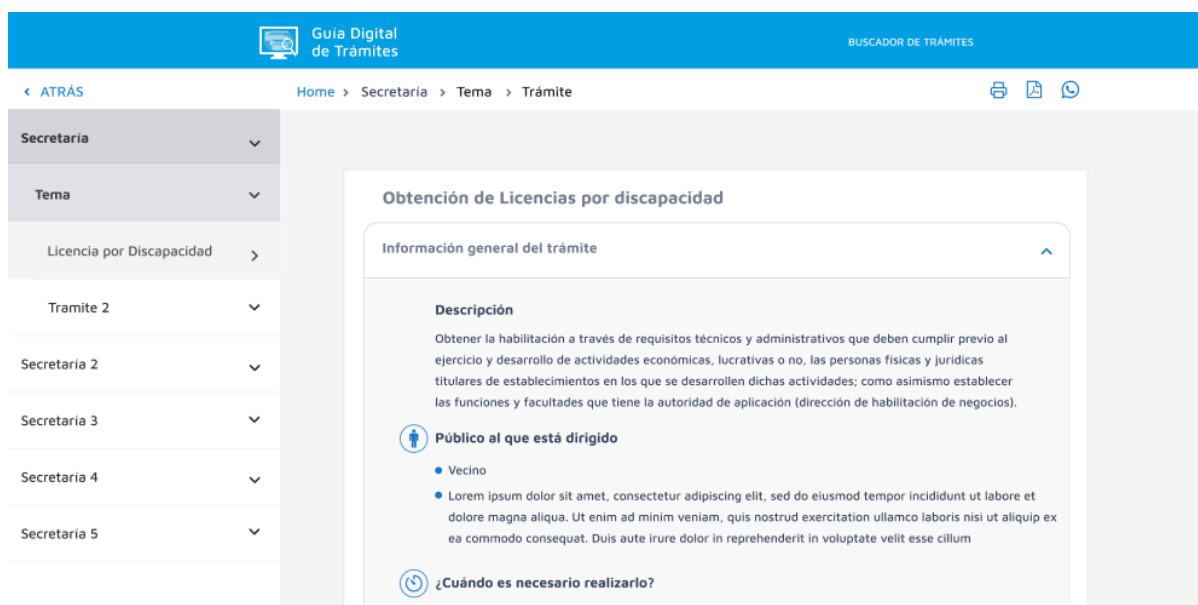 Guía Digital
de Trámites
BUSCADOR DE TRÁMITES
ATRÁS
Home > Secretaría > Tema > Trámite
Secretaría
Tema
Licencia por Discapacidad
Tramite 2
Secretaría 2
Secretaría 3
Secretaría 4
Secretaría 5
Obtención de Licencias por discapacidad
Información general del trámite
Descripción
Obtener la habilitación a través de requisitos técnicos y administrativos que deben cumplir previo al
ejercicio y desarrollo de actividades económicas, lucrativas o no, las personas físicas y jurídicas
titulares de establecimientos en los que se desarrollen dichas actividades; como asimismo establecer
las funciones y facultades que tiene la autoridad de aplicación (dirección de habilitación de negocios).
Público al que está dirigido
Vecino
Lorem ipsum dolor sit amet, consectetur adipiscing elit, sed do eiusmod tempor incididunt ut labore et
dolore magna aliqua. Ut enim ad minim veniam, quis nostrud exercitation ullamco laboris nisi ut aliquip ex
ea commodo consequat. Duis aute irure dolor in reprehenderit in voluptate velit esse cillum
¿Cuándo es necesario realizarlo?